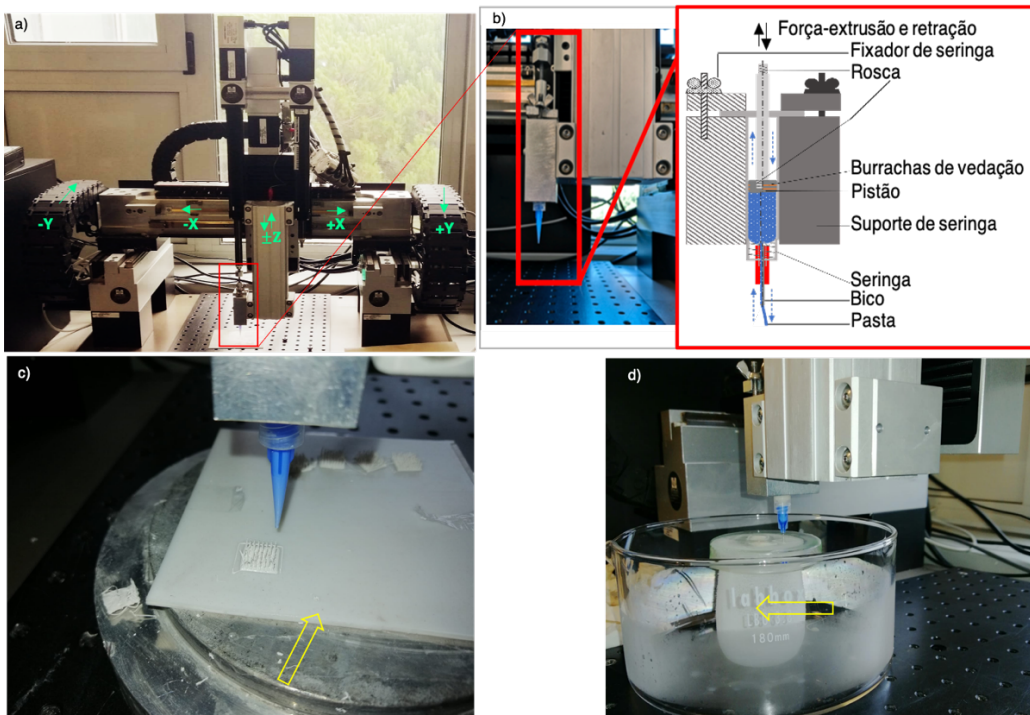 a)
-Y
-X
±Z
+X
+Y
b)
Força-extrusão e retração
Fixador de seringa
Rosca
Burrachas de vedação
Pistão
Suporte de seringa
Seringa
Bico
Pasta
c)
d)
180mm